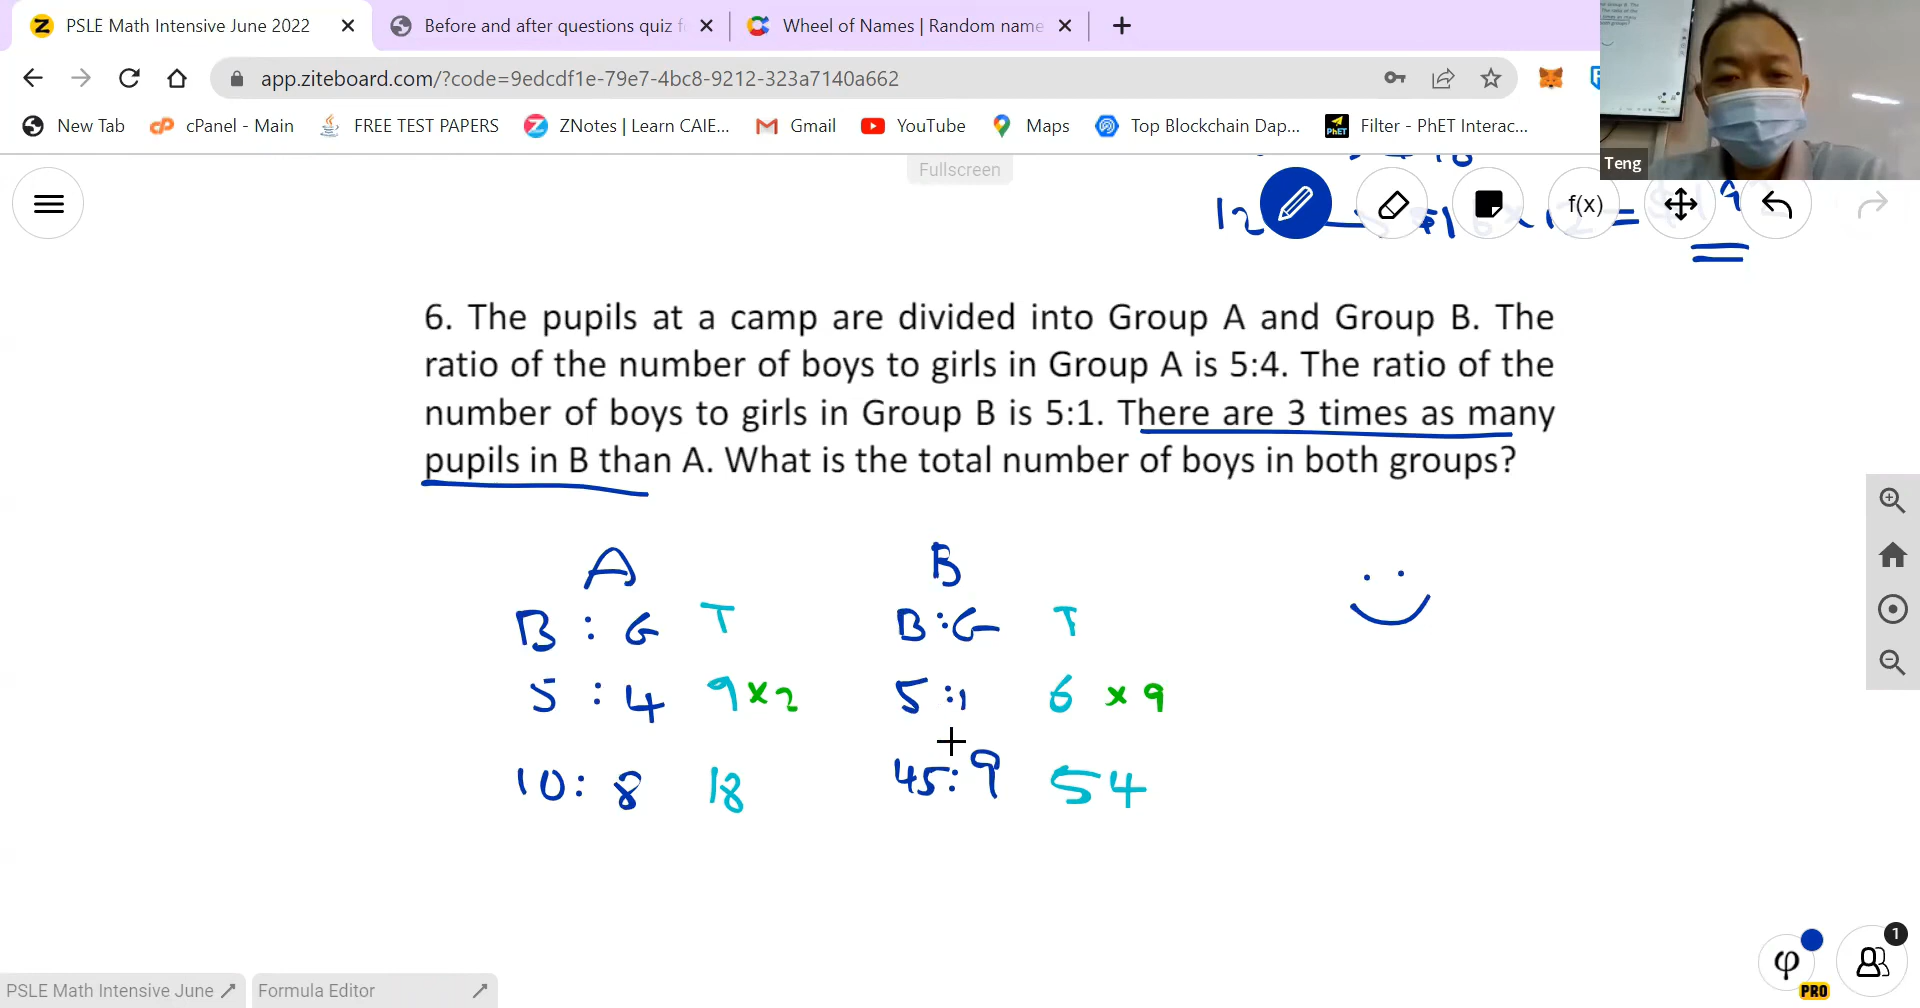 PSLE Math Intensive June 2022
Before and after questions quiz f
Wheel of Names | Random name
app.ziteboard.com/?code=9edcdf1e-79e7-4bc8-9212-323a7140a662
New Tab cPanel - Main FREE TEST PAPERS ZNotes | Learn CAIE... Gmail YouTube Maps Top Blockchain Dap... Filter - PhET Interac...
Teng
Fullscreen
f(x)
12
6. The pupils at a camp are divided into Group A and Group B. The
ratio of the number of boys to girls in Group A is 5:4. The ratio of the
number of boys to girls in Group B is 5:1. There are 3 times as many
pupils in B than A. What is the total number of boys in both groups?
A B
B : G T B : G T
5 : 4 9 × 2 5 : 1 6 × 9
10 : 8 18 45 : 9 54
1
φ
PRO
PSLE Math Intensive June
Formula Editor